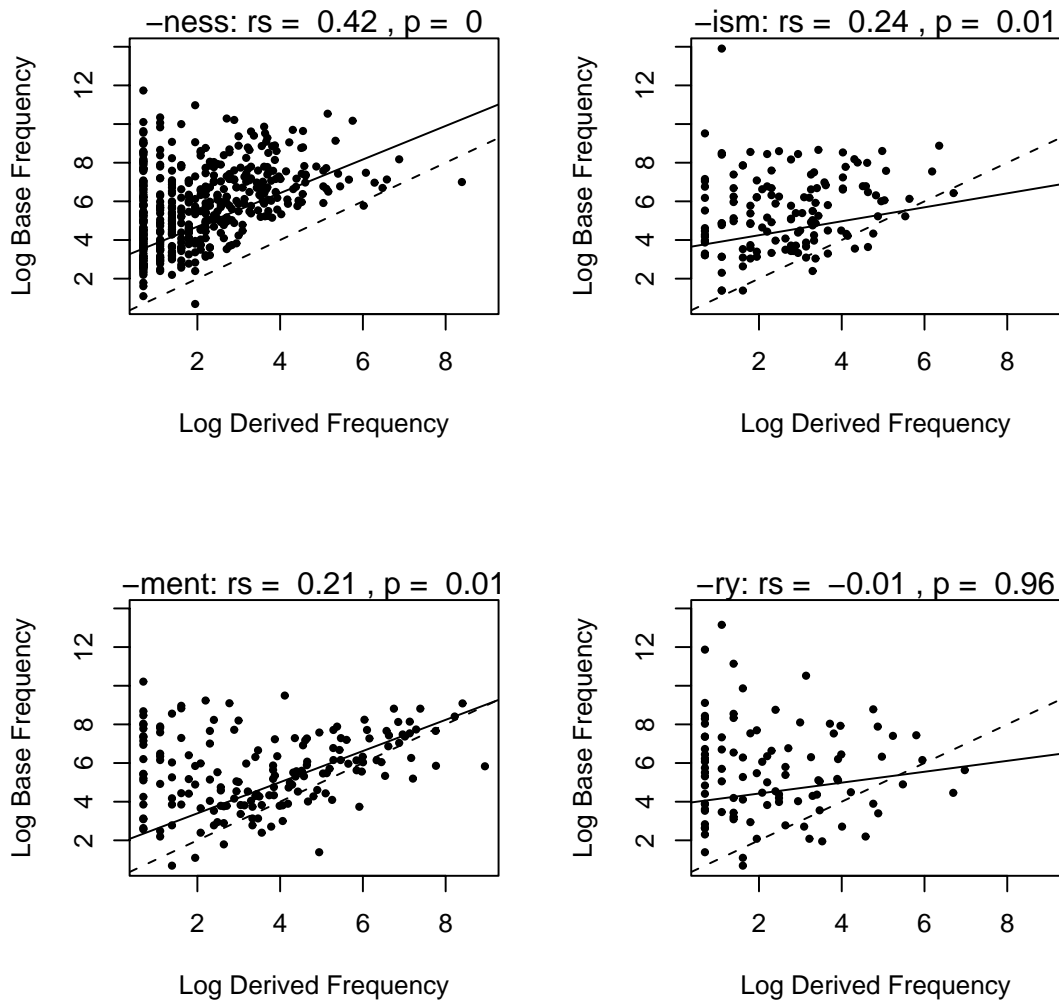 −ness: rs = 0.42 , p = 0
Log Base Frequency
12
8
6
4
2
2 4 6 8
Log Derived Frequency
−ism: rs = 0.24 , p = 0.01
Log Base Frequency
12
8
6
4
2
2 4 6 8
Log Derived Frequency
−ment: rs = 0.21 , p = 0.01
Log Base Frequency
12
8
6
4
2
2 4 6 8
Log Derived Frequency
−ry: rs = −0.01 , p = 0.96
Log Base Frequency
12
8
6
4
2
2 4 6 8
Log Derived Frequency